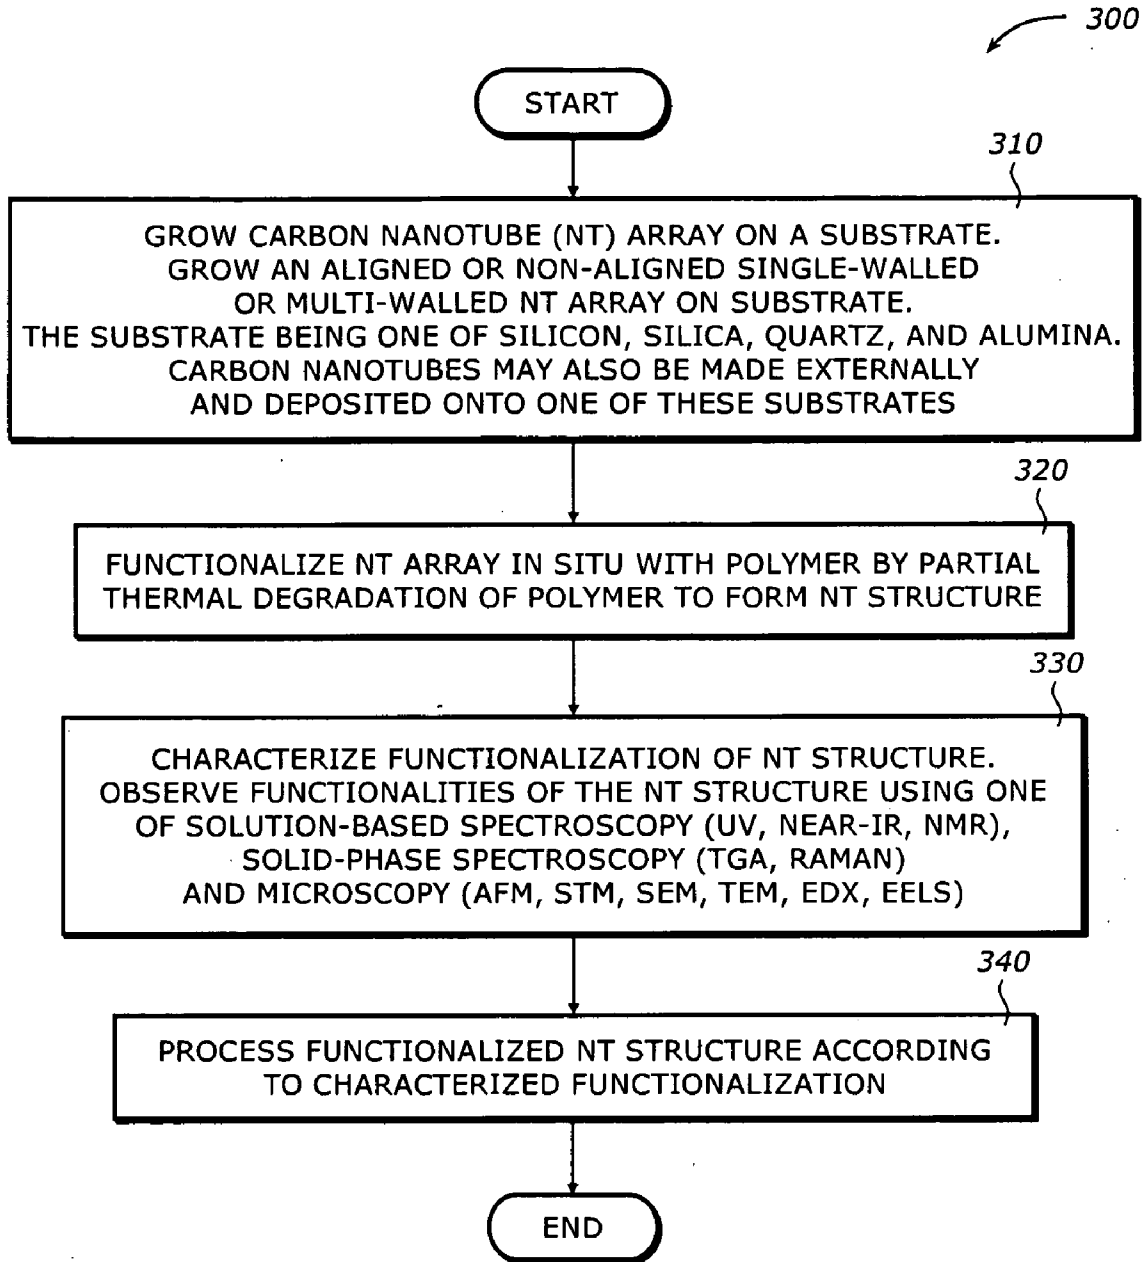 300
START
310
GROW CARBON NANOTUBE (NT) ARRAY ON A SUBSTRATE.
GROW AN ALIGNED OR NON-ALIGNED SINGLE-WALLED
OR MULTI-WALLED NT ARRAY ON SUBSTRATE.
THE SUBSTRATE BEING ONE OF SILICON, SILICA, QUARTZ, AND ALUMINA.
CARBON NANOTUBES MAY ALSO BE MADE EXTERNALLY
AND DEPOSITED ONTO ONE OF THESE SUBSTRATES
320
FUNCTIONALIZE NT ARRAY IN SITU WITH POLYMER BY PARTIAL
THERMAL DEGRADATION OF POLYMER TO FORM NT STRUCTURE
330
CHARACTERIZE FUNCTIONALIZATION OF NT STRUCTURE.
OBSERVE FUNCTIONALITIES OF THE NT STRUCTURE USING ONE
OF SOLUTION-BASED SPECTROSCOPY (UV, NEAR-IR, NMR),
SOLID-PHASE SPECTROSCOPY (TGA, RAMAN)
AND MICROSCOPY (AFM, STM, SEM, TEM, EDX, EELS)
340
PROCESS FUNCTIONALIZED NT STRUCTURE ACCORDING
TO CHARACTERIZED FUNCTIONALIZATION
END